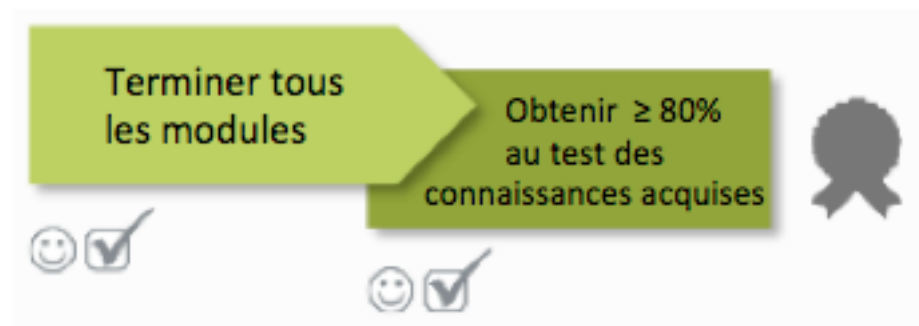 Terminer tous
les modules
Obtenir ≥ 80%
au test des
connaissances acquises